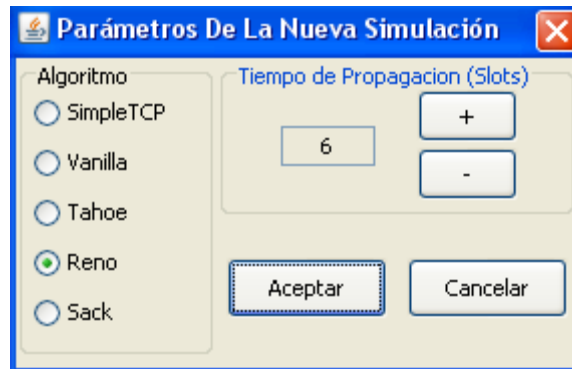 Parámetros De La Nueva Simulación
Algoritmo
SimpleTCP
Vanilla
Tahoe
Reno
Sack
Tiempo de Propagacion (Slots)
6
+
-
Aceptar
Cancelar